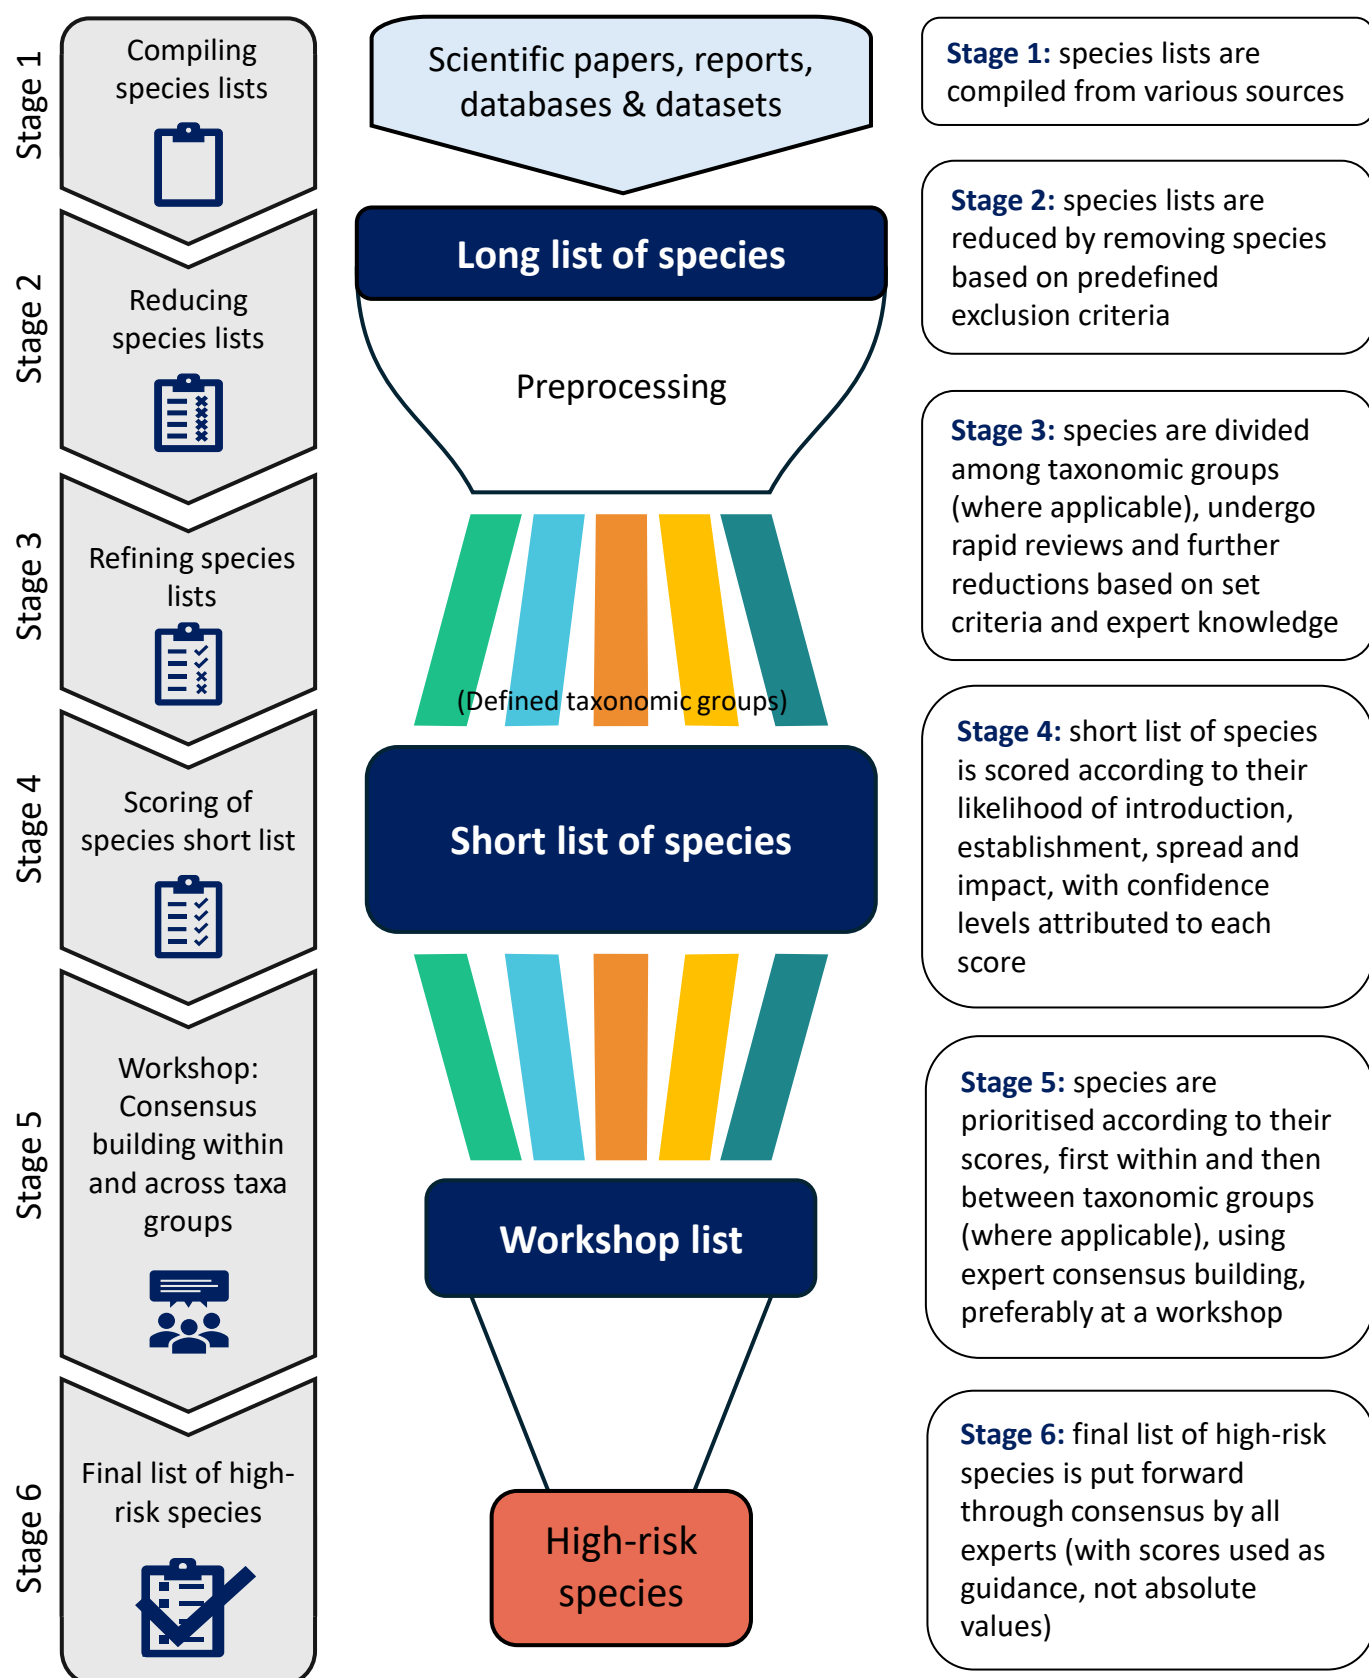 Stage 1
Compiling
species lists
Scientific papers, reports,
databases & datasets
Stage 1: species lists are
compiled from various sources
Stage 2
Reducing
species lists
Long list of species
Preprocessing
Stage 2: species lists are
reduced by removing species
based on predefined
exclusion criteria
Stage 3
Refining species
lists
(Defined taxonomic groups)
Stage 3: species are divided
among taxonomic groups
(where applicable), undergo
rapid reviews and further
reductions based on set
criteria and expert knowledge
Stage 4
Scoring of
species short list
Short list of species
Stage 4: short list of species
is scored according to their
likelihood of introduction,
establishment, spread and
impact, with confidence
levels attributed to each
score
Stage 5
Workshop:
Consensus
building within
and across taxa
groups
Workshop list
Stage 5: species are
prioritised according to their
scores, first within and then
between taxonomic groups
(where applicable), using
expert consensus building,
preferably at a workshop
Stage 6
Final list of high-
risk species
High-risk
species
Stage 6: final list of high-risk
species is put forward
through consensus by all
experts (with scores used as
guidance, not absolute
values)